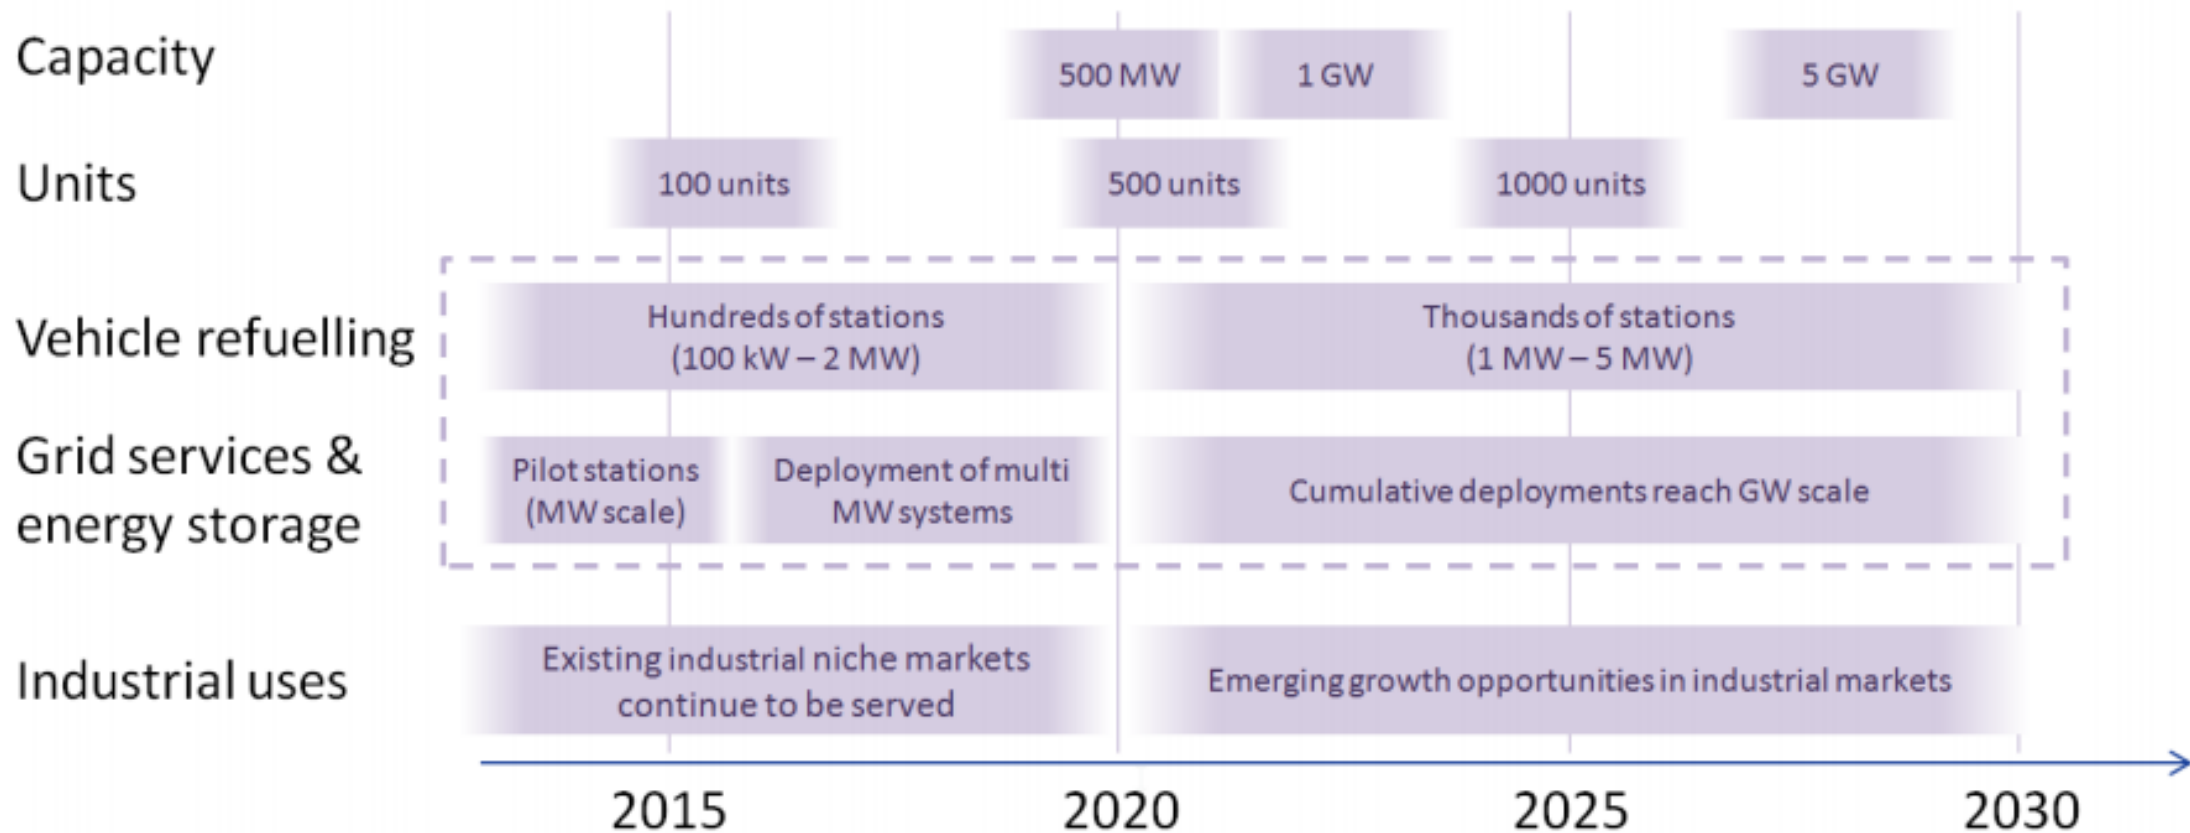 Capacity
500 MW
1 GW
5 GW
Units
100 units
500 units
1000 units
Vehicle refuelling
Hundreds of stations
(100 kW – 2 MW)
Thousands of stations
(1 MW – 5 MW)
Grid services &
energy storage
Pilot stations
(MW scale)
Deployment of multi
MW systems
Cumulative deployments reach GW scale
Industrial uses
Existing industrial niche markets
continue to be served
Emerging growth opportunities in industrial markets
2015
2020
2025
2030